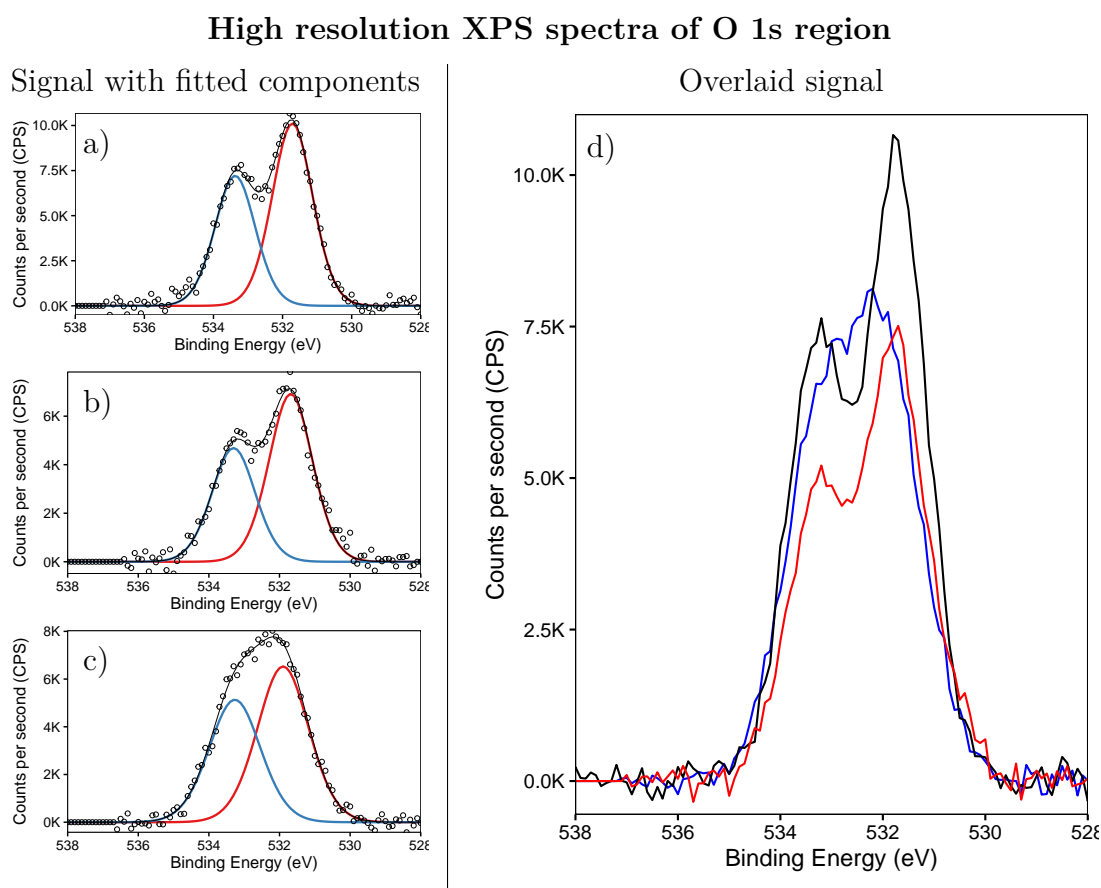 High resolution XPS spectra of O 1s region
Signal with fitted components
Overlaid signal
a)
Counts per second (CPS)
10.0K
7.5K
5.0K
2.5K
0.0K
538 536 534 532 530 528
Binding Energy (eV)
b)
Counts per second (CPS)
6K
4K
2K
0K
538 536 534 532 530 528
Binding Energy (eV)
c)
Counts per second (CPS)
8K
6K
4K
2K
0K
538 536 534 532 530 528
Binding Energy (eV)
d)
Counts per second (CPS)
10.0K
7.5K
5.0K
2.5K
0.0K
538 536 534 532 530 528
Binding Energy (eV)